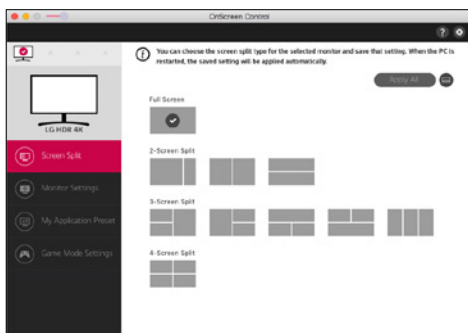 OnScreen Control
You can choose the screen split type for the selected monitor and save that setting. When the PC is
restarted, the saved setting will be applied automatically.
Apply All
LG HDR 4K
Screen Split
Monitor Settings
My Application Preset
Game Mode Settings
Full Screen
2-Screen Split
3-Screen Split
4-Screen Split